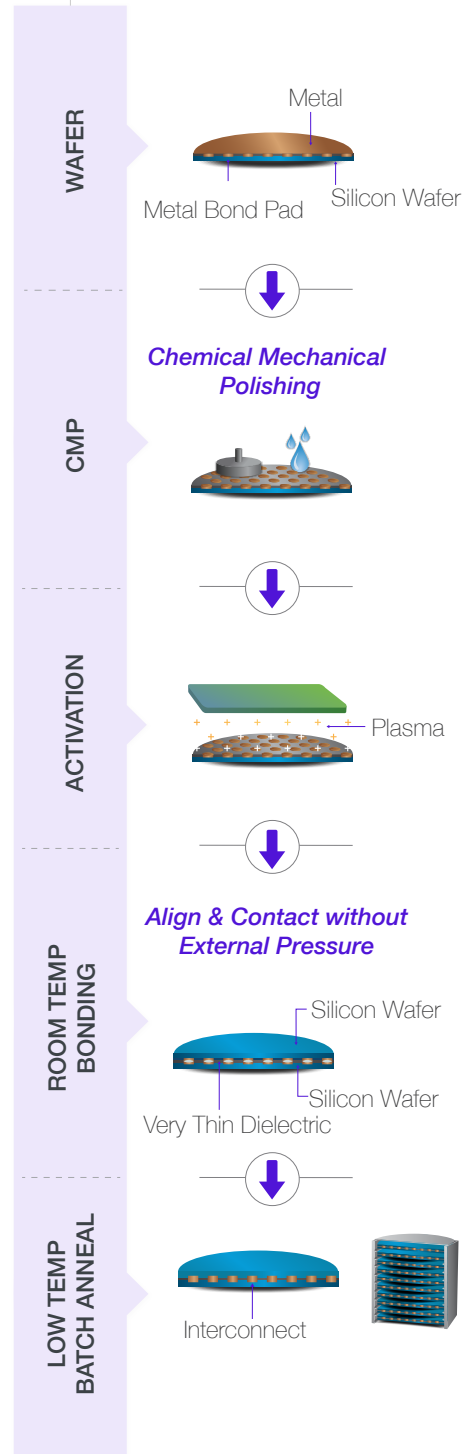 WAFER
Metal
Metal Bond Pad
Silicon Wafer
CMP
Chemical Mechanical
Polishing
ACTIVATION
Plasma
ROOM TEMP
BONDING
Align & Contact without
External Pressure
Silicon Wafer
Silicon Wafer
Very Thin Dielectric
LOW TEMP
BATCH ANNEAL
Interconnect